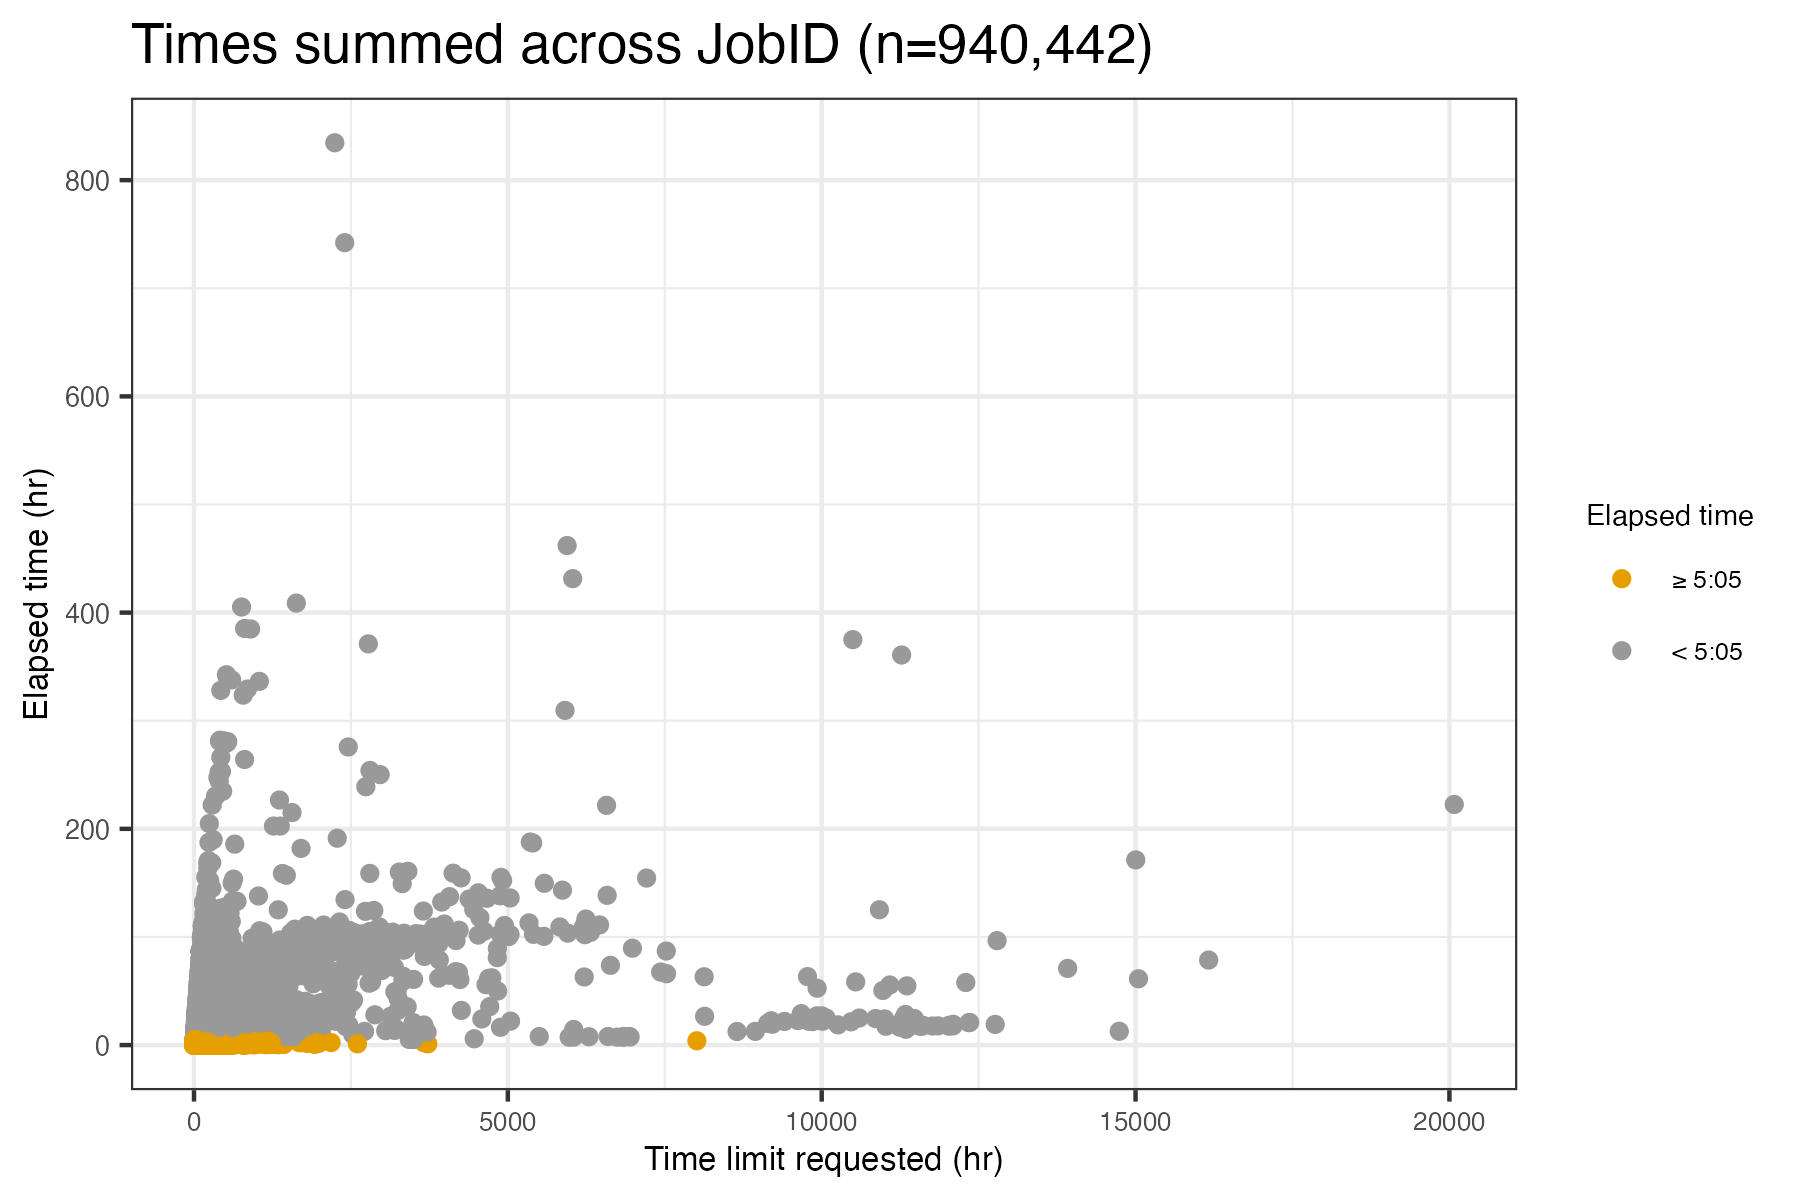 Times summed across JobID (n=940,442)
Elapsed time (hr)
800
600
400
200
0
0 5000 10000 15000 20000
Time limit requested (hr)
Elapsed time
≥ 5:05
< 5:05